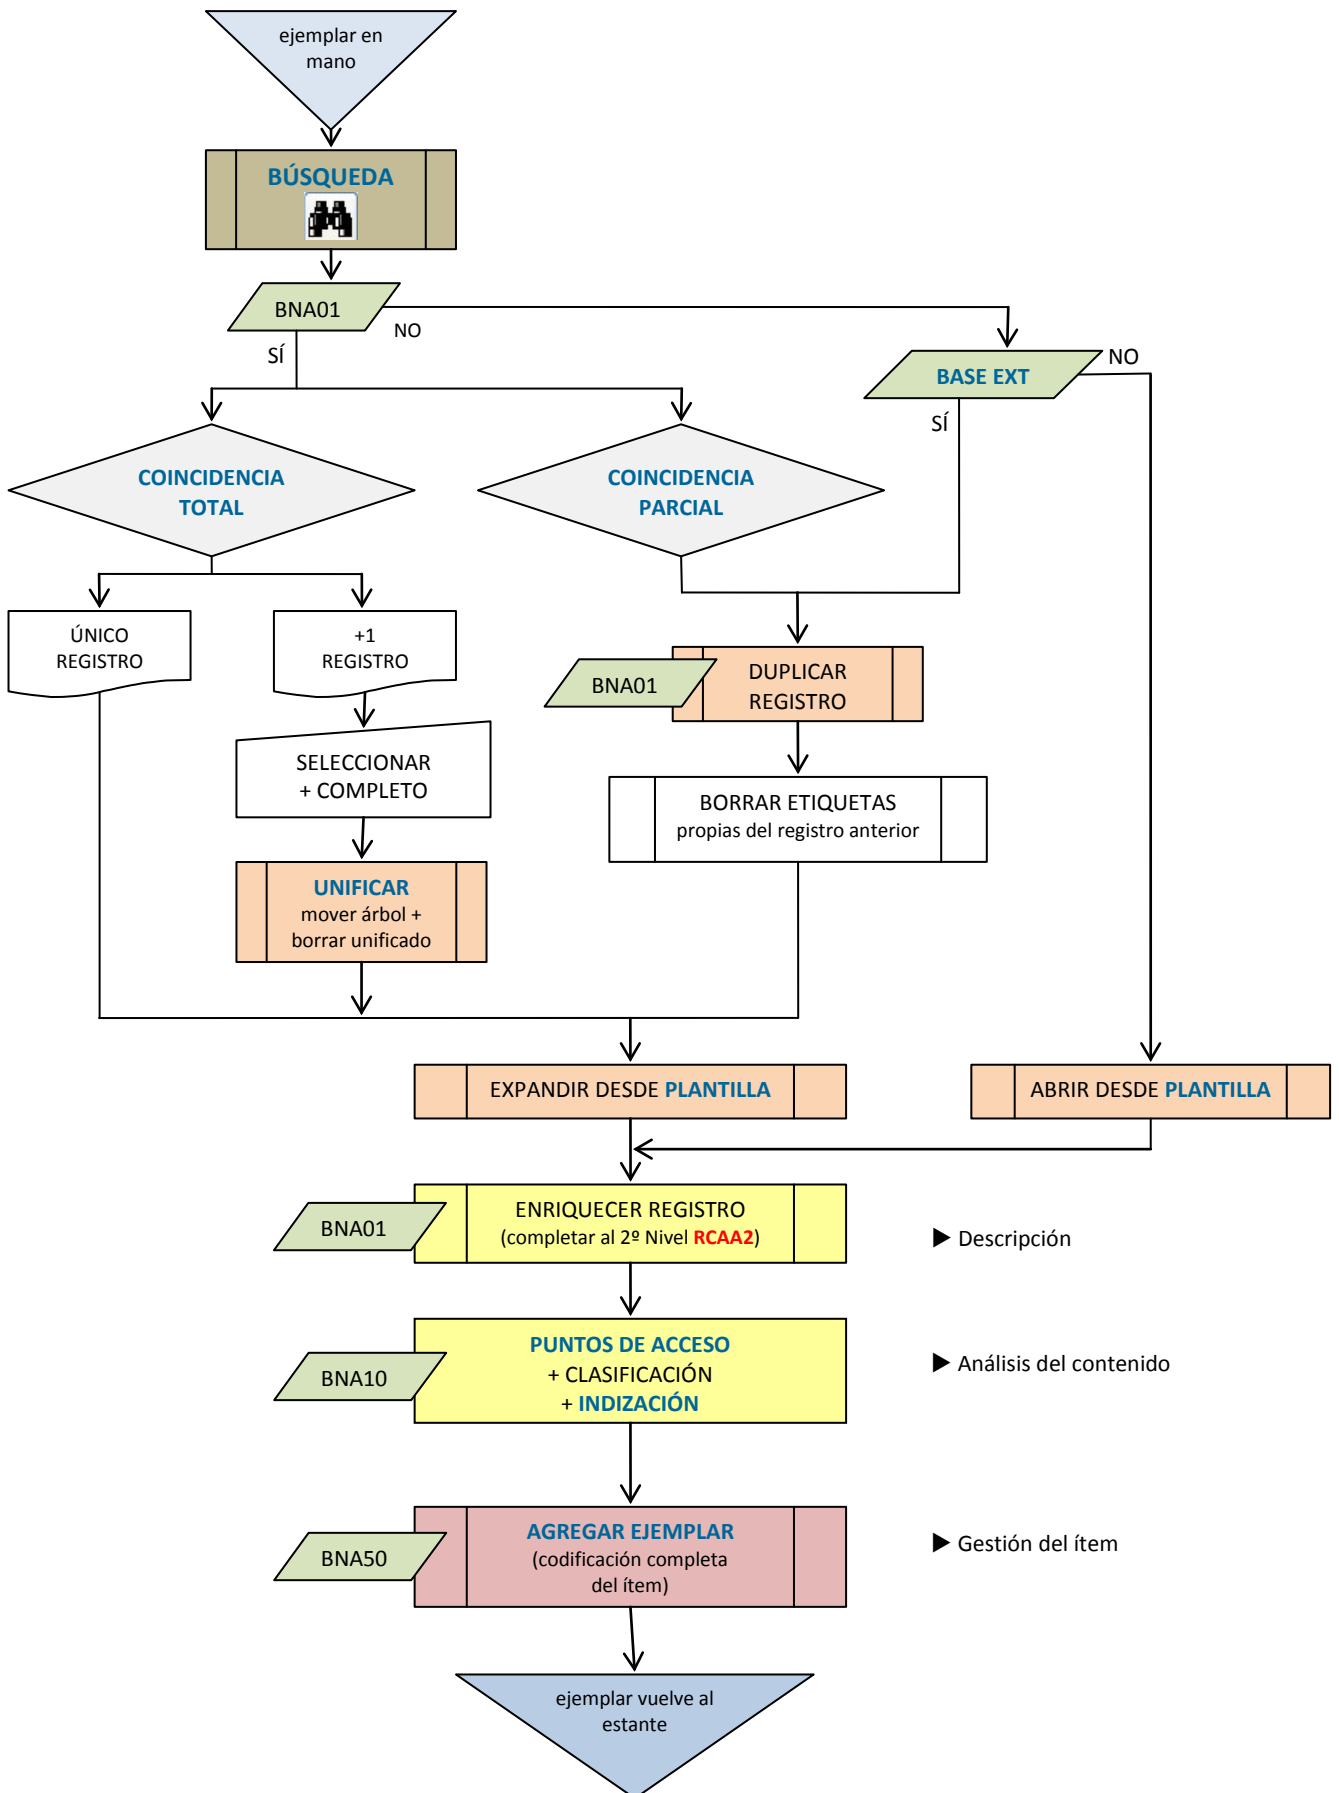 ejemplar en
mano
BÚSQUEDA
BNA01
NO
SÍ
BASE EXT
NO
SÍ
COINCIDENCIA
TOTAL
COINCIDENCIA
PARCIAL
ÚNICO
REGISTRO
+1
REGISTRO
BNA01
DUPLICAR
REGISTRO
SELECCIONAR
+ COMPLETO
BORRAR ETIQUETAS
propias del registro anterior
UNIFICAR
mover árbol +
borrar unificado
EXPANDIR DESDE PLANTILLA
ABRIR DESDE PLANTILLA
BNA01
ENRIQUECER REGISTRO
(completar al 2º Nivel RCAA2)
▶ Descripción
BNA10
PUNTOS DE ACCESO
+ CLASIFICACIÓN
+ INDIZACIÓN
▶ Análisis del contenido
BNA50
AGREGAR EJEMPLAR
(codificación completa
del ítem)
▶ Gestión del ítem
ejemplar vuelve al
estante